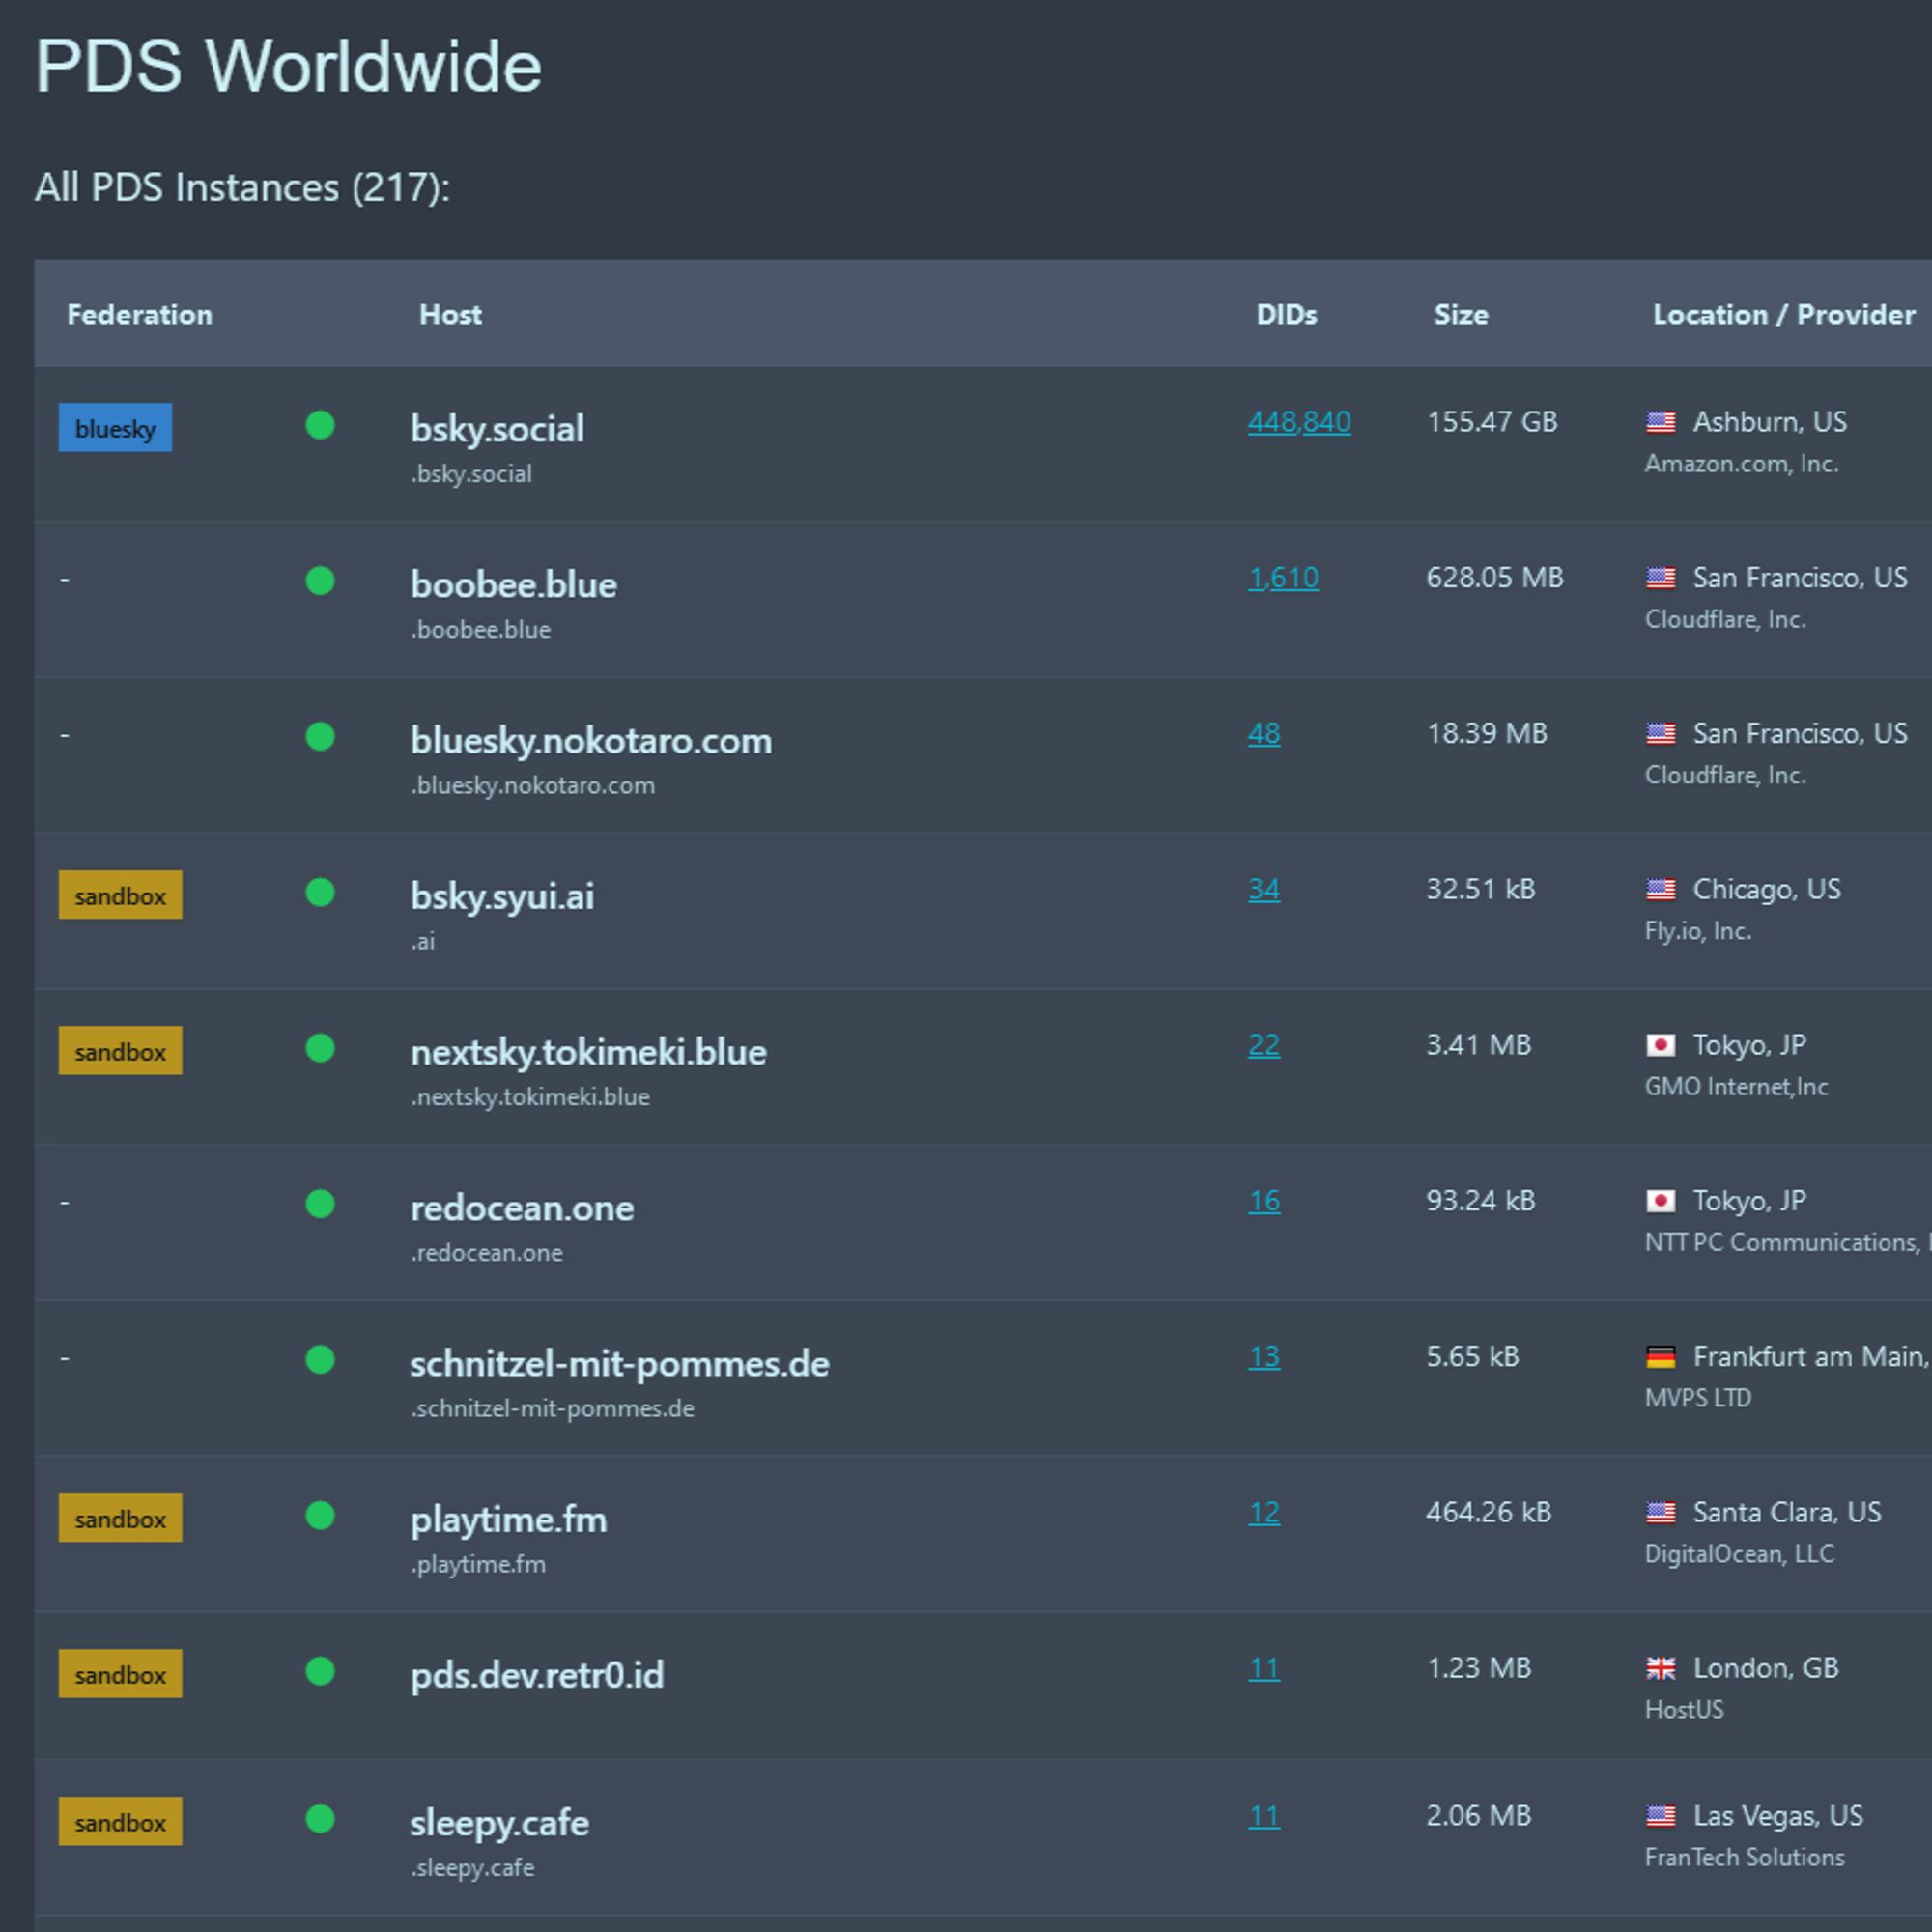 PDS Worldwide
All PDS Instances (217):
Federation Host DIDs Size Location / Provider
bluesky bsky.social 448,840 155.47 GB Ashburn, US
.bsky.social Amazon.com, Inc.
- boobee.blue 1,610 628.05 MB San Francisco, US
.boobee.blue Cloudflare, Inc.
- bluesky.nokotaro.com 48 18.39 MB San Francisco, US
.bluesky.nokotaro.com Cloudflare, Inc.
sandbox bsky.syui.ai 34 32.51 kB Chicago, US
.ai Fly.io, Inc.
sandbox nextsky.tokimeki.blue 22 3.41 MB Tokyo, JP
.nextsky.tokimeki.blue GMO Internet,Inc
- redocean.one 16 93.24 kB Tokyo, JP
.redocean.one NTT PC Communications,
- schnitzel-mit-pommes.de 13 5.65 kB Frankfurt am Main,
.schnitzel-mit-pommes.de MVPS LTD
sandbox playtime.fm 12 464.26 kB Santa Clara, US
.playtime.fm DigitalOcean, LLC
sandbox pds.dev.retr0.id 11 1.23 MB London, GB
HostUS
sandbox sleepy.cafe 11 2.06 MB Las Vegas, US
.sleepy.cafe FranTech Solutions